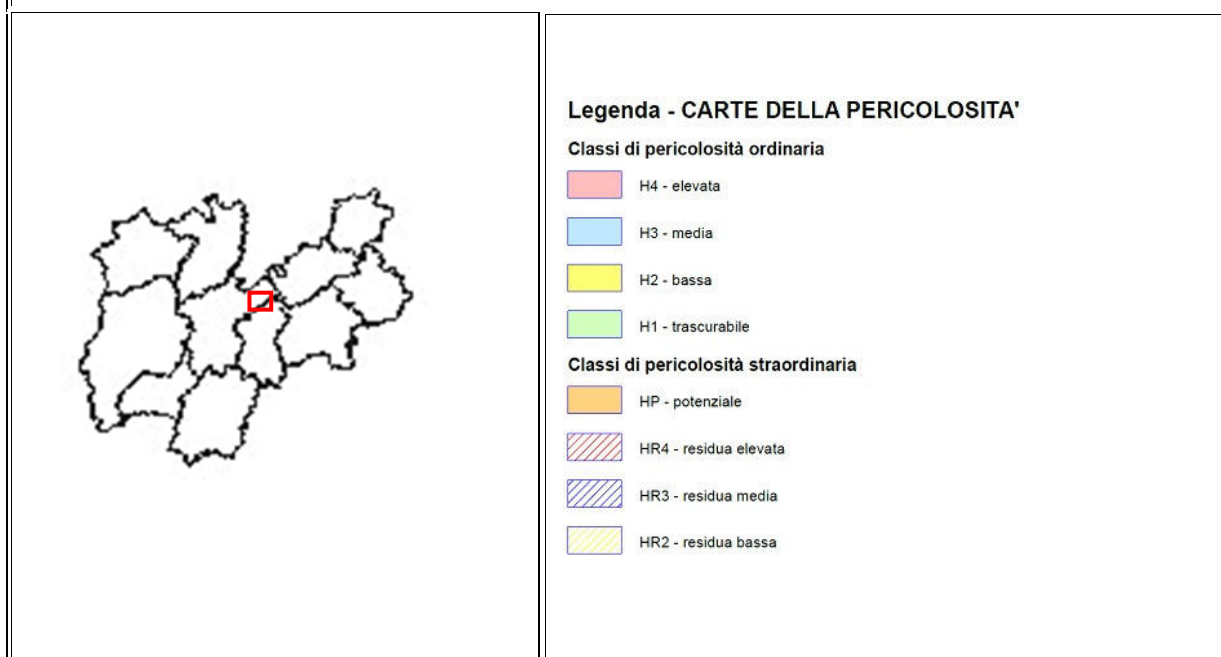 Legenda - CARTE DELLA PERICOLOSITA'
Classi di pericolosità ordinaria
H4 - elevata
H3 - media
H2 - bassa
H1 - trascurabile
Classi di pericolosità straordinaria
HP - potenziale
HR4 - residua elevata
HR3 - residua media
HR2 - residua bassa